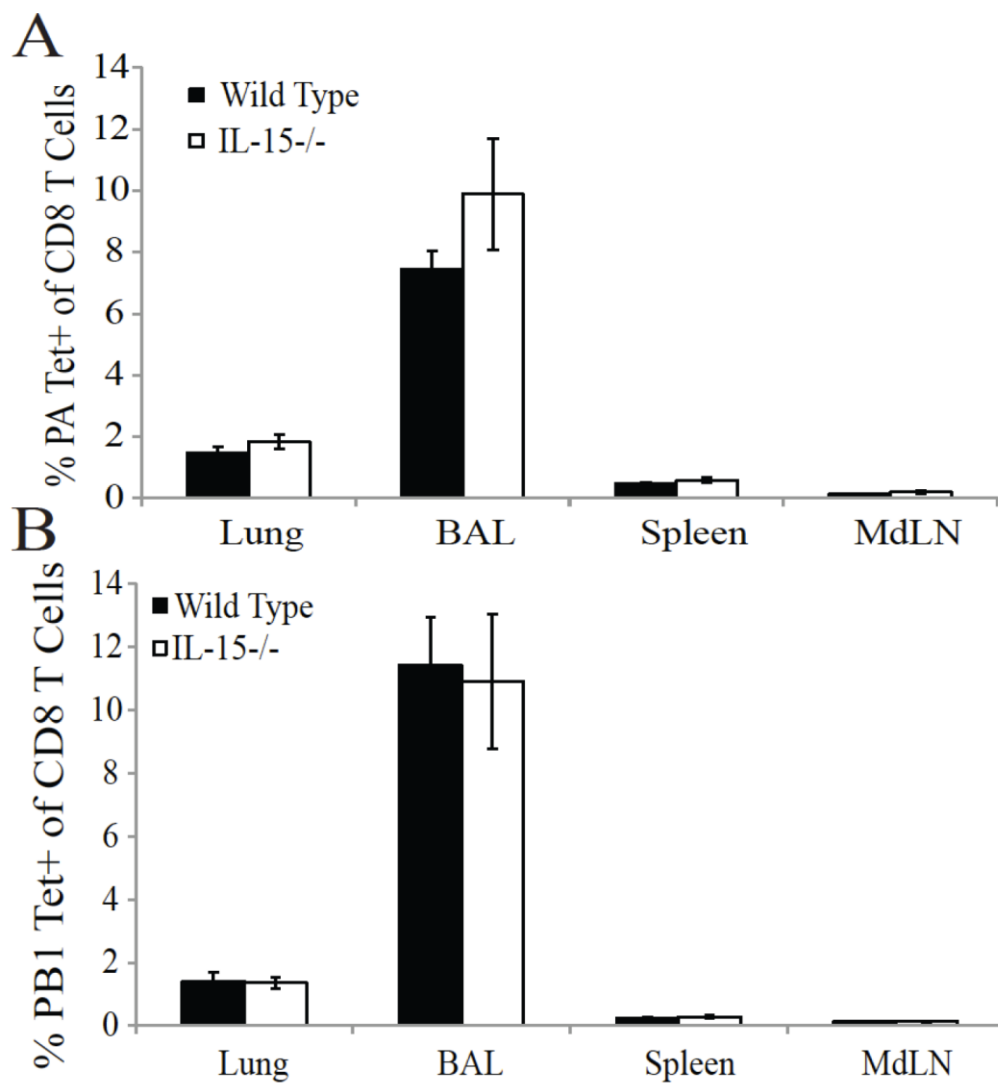 A
% PA Tet+ of CD8 T Cells
14
12
10
8
6
4
2
0
Wild Type
IL-15-/-
Lung BAL Spleen MdLN
B
% PB1 Tet+ of CD8 T Cells
14
12
10
8
6
4
2
0
Wild Type
IL-15-/-
Lung BAL Spleen MdLN